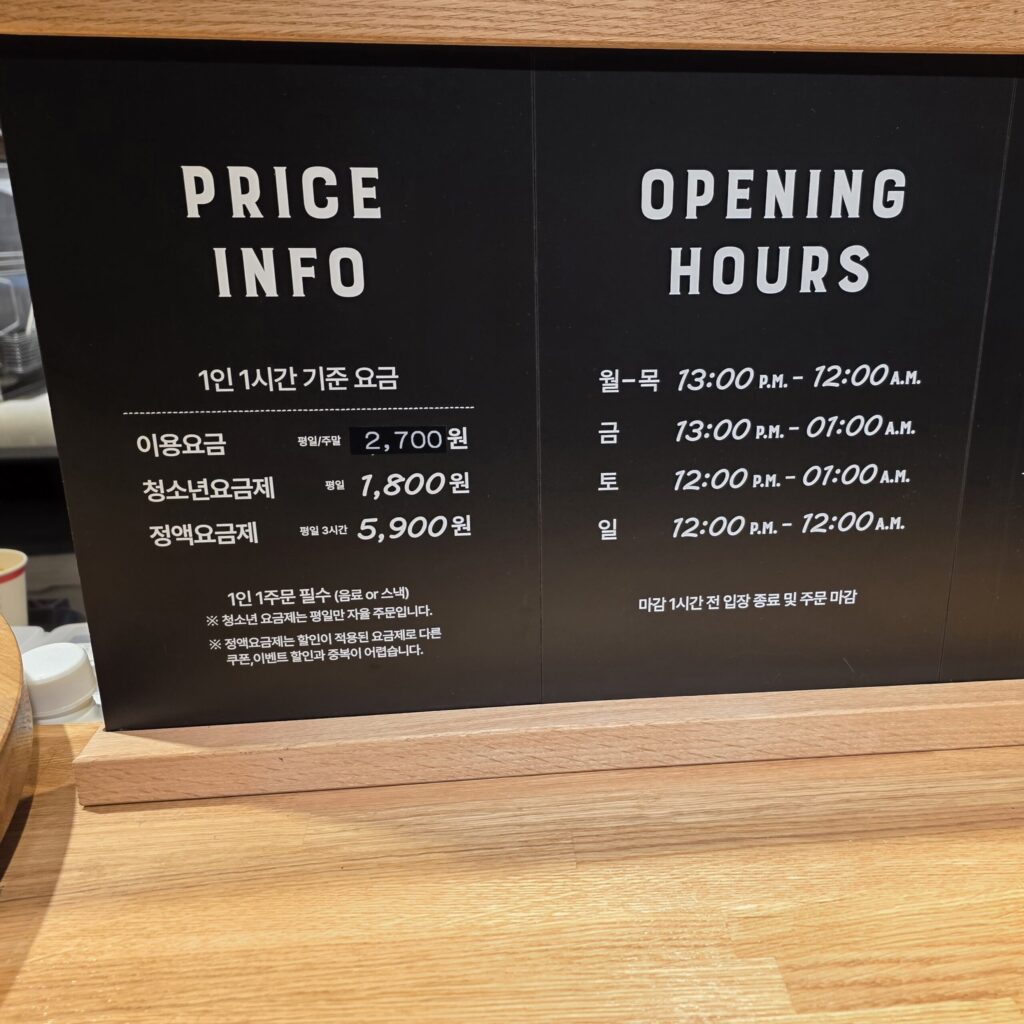 PRICE
INFO
1인 1시간 기준 요금
이용요금 평일/주말 2,700원
청소년요금제 평일 1,800원
정액요금제 평일 3시간 5,900원
1인 1주문 필수 (음료 or 스낵)
※ 청소년 요금제는 평일만 자율 주문입니다.
※ 정액요금제는 할인이 적용된 요금제로 다른
쿠폰,이벤트 할인과 중복이 어렵습니다.
OPENING
HOURS
월-목 13:00 P.M. - 12:00 A.M.
금 13:00 P.M. - 01:00 A.M.
토 12:00 P.M. - 01:00 A.M.
일 12:00 P.M. - 12:00 A.M.
마감 1시간 전 입장 종료 및 주문 마감